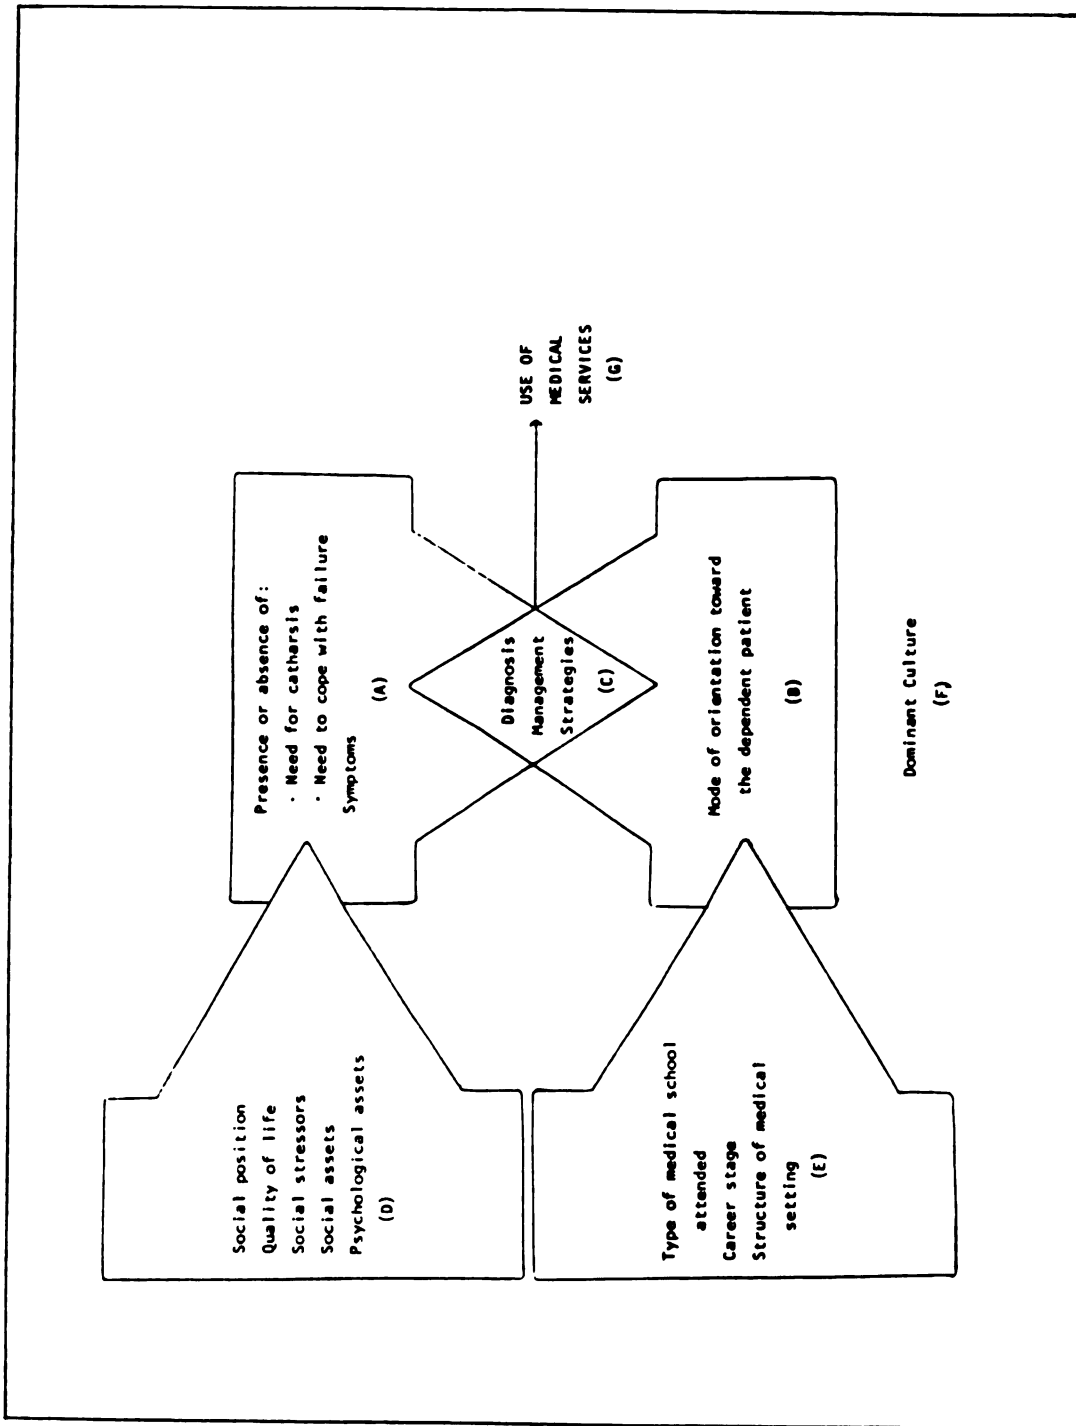 Social position
Quality of life
Social stressors
Social assets
Psychological assets
(D)
Presence or absence of:
· Need for catharsis
· Need to cope with failure
Symptoms
(A)
Diagnosis
Management
Strategies
(C)
USE OF
MEDICAL
SERVICES
(G)
Type of medical school
attended
Career stage
Structure of medical
setting
(E)
Mode of orientation toward
the dependent patient
(B)
Dominant Culture
(F)